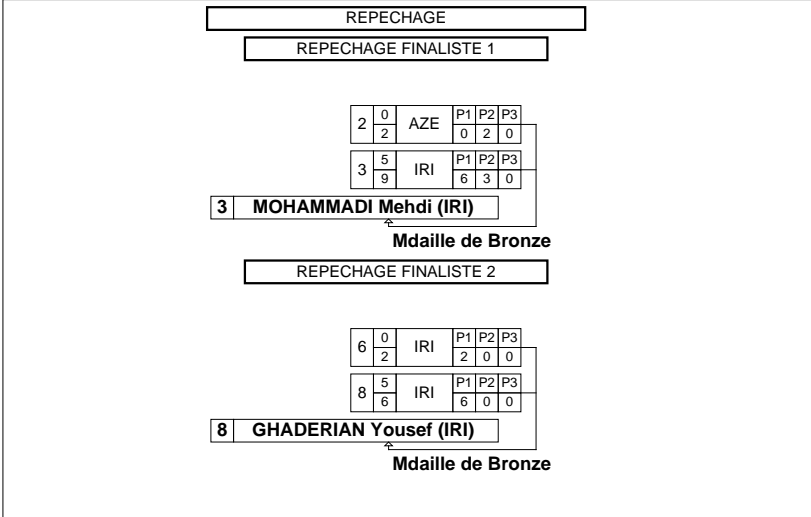 REPECHAGE
REPECHAGE FINALISTE 1
2 0 AZE P1 P2 P3
2 0 2 0
3 5 IRI P1 P2 P3
9 6 3 0
3 MOHAMMADI Mehdi (IRI)
Mdaille de Bronze
REPECHAGE FINALISTE 2
6 0 IRI P1 P2 P3
2 2 0 0
8 5 IRI P1 P2 P3
6 6 0 0
8 GHADERIAN Yousef (IRI)
Mdaille de Bronze